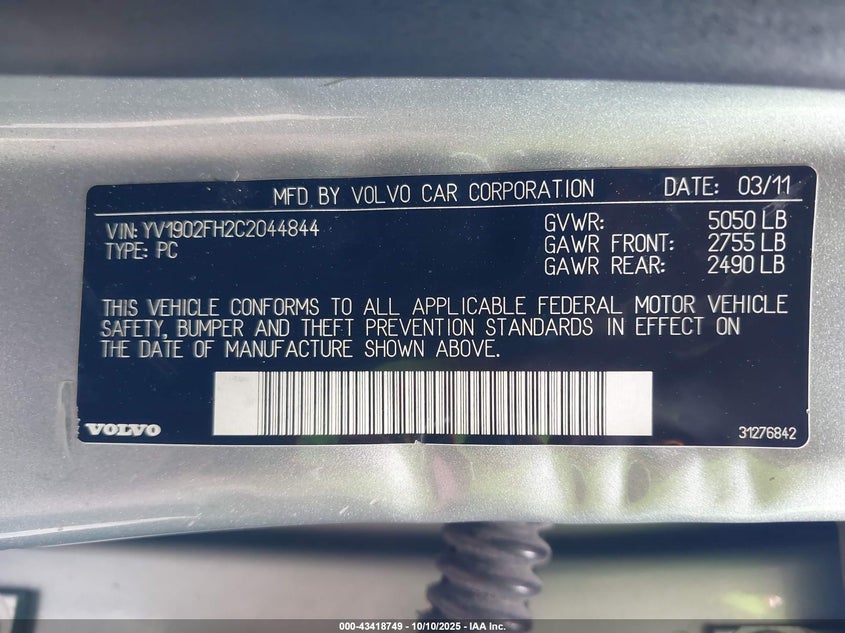 MFD BY VOLVO CAR CORPORATION DATE: 03/11
VIN: YV1902FH2C2044844 GVWR: 5050 LB
TYPE: PC GAWR FRONT: 2755 LB
GAWR REAR: 2490 LB
THIS VEHICLE CONFORMS TO ALL APPLICABLE FEDERAL MOTOR VEHICLE
SAFETY, BUMPER AND THEFT PREVENTION STANDARDS IN EFFECT ON
THE DATE OF MANUFACTURE SHOWN ABOVE.
VOLVO 31276842
000-43418749 - 10/10/2025 - IAA Inc.